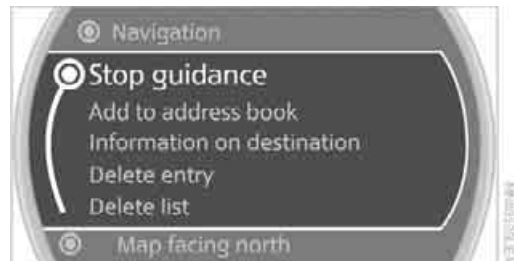 Navigation
Stop guidance
Add to address book
Information on destination
Delete entry
Delete list
Map facing north